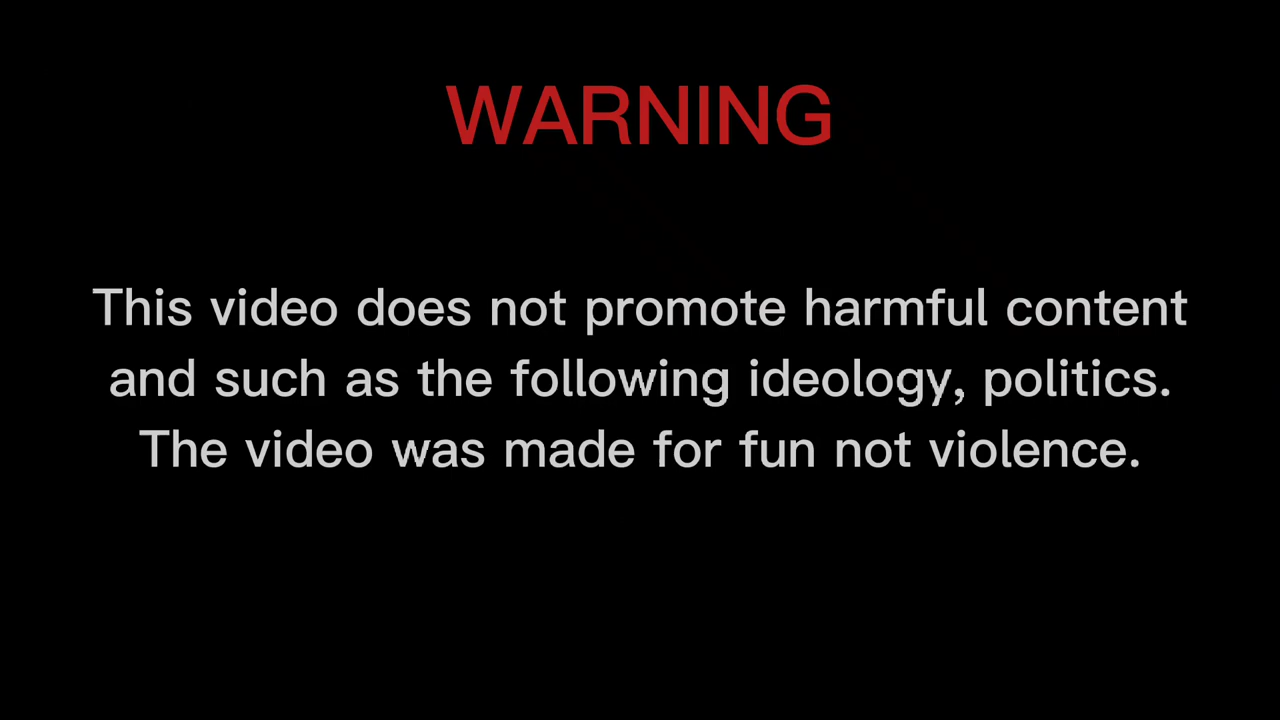 WARNING
This video does not promote harmful content
and such as the following ideology, politics.
The video was made for fun not violence.